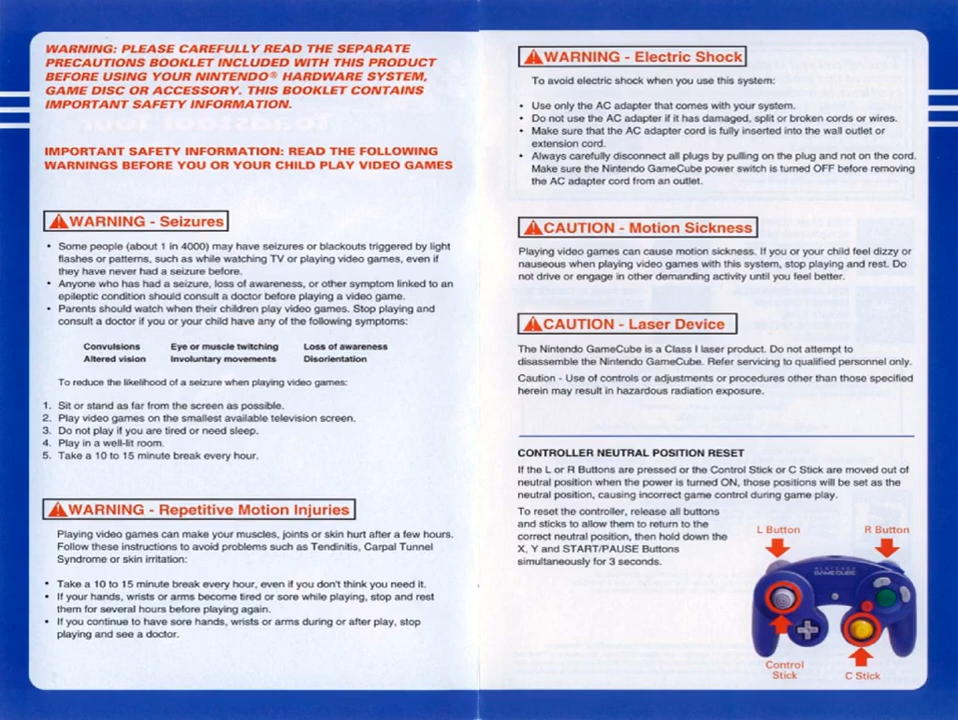 WARNING: PLEASE CAREFULLY READ THE SEPARATE
PRECAUTIONS BOOKLET INCLUDED WITH THIS PRODUCT
BEFORE USING YOUR NINTENDO® HARDWARE SYSTEM,
GAME DISC OR ACCESSORY. THIS BOOKLET CONTAINS
IMPORTANT SAFETY INFORMATION.
IMPORTANT SAFETY INFORMATION: READ THE FOLLOWING
WARNINGS BEFORE YOU OR YOUR CHILD PLAY VIDEO GAMES
WARNING - Seizures
• Some people (about 1 in 4000) may have seizures or blackouts triggered by light
flashes or patterns, such as while watching TV or playing video games, even if
they have never had a seizure before.
• Anyone who has had a seizure, loss of awareness, or other symptom linked to an
epileptic condition should consult a doctor before playing a video game.
• Parents should watch when their children play video games. Stop playing and
consult a doctor if you or your child have any of the following symptoms:
Convulsions Eye or muscle twitching Loss of awareness
Altered vision Involuntary movements Disorientation
To reduce the likelihood of a seizure when playing video games:
1. Sit or stand as far from the screen as possible.
2. Play video games on the smallest available television screen.
3. Do not play if you are tired or need sleep.
4. Play in a well-lit room.
5. Take a 10 to 15 minute break every hour.
WARNING - Repetitive Motion Injuries
Playing video games can make your muscles, joints or skin hurt after a few hours.
Follow these instructions to avoid problems such as Tendinitis, Carpal Tunnel
Syndrome or skin irritation:
• Take a 10 to 15 minute break every hour, even if you don't think you need it.
• If your hands, wrists or arms become tired or sore while playing, stop and rest
them for several hours before playing again.
• If you continue to have sore hands, wrists or arms during or after play, stop
playing and see a doctor.
WARNING - Electric Shock
To avoid electric shock when you use this system:
• Use only the AC adapter that comes with your system.
• Do not use the AC adapter if it has damaged, split or broken cords or wires.
• Make sure that the AC adapter cord is fully inserted into the wall outlet or
extension cord.
• Always carefully disconnect all plugs by pulling on the plug and not on the cord.
Make sure the Nintendo GameCube power switch is turned OFF before removing
the AC adapter cord from an outlet.
CAUTION - Motion Sickness
Playing video games can cause motion sickness. If you or your child feel dizzy or
nauseous when playing video games with this system, stop playing and rest. Do
not drive or engage in other demanding activity until you feel better.
CAUTION - Laser Device
The Nintendo GameCube is a Class I laser product. Do not attempt to
disassemble the Nintendo GameCube. Refer servicing to qualified personnel only.
Caution - Use of controls or adjustments or procedures other than those specified
herein may result in hazardous radiation exposure.
CONTROLLER NEUTRAL POSITION RESET
If the L or R Buttons are pressed or the Control Stick or C Stick are moved out of
neutral position when the power is turned ON, those positions will be set as the
neutral position, causing incorrect game control during game play.
To reset the controller, release all buttons
and sticks to allow them to return to the
correct neutral position, then hold down the
X, Y and START/PAUSE Buttons
simultaneously for 3 seconds.
L Button R Button
NINTENDO
GAMECUBE
Control
Stick
C Stick